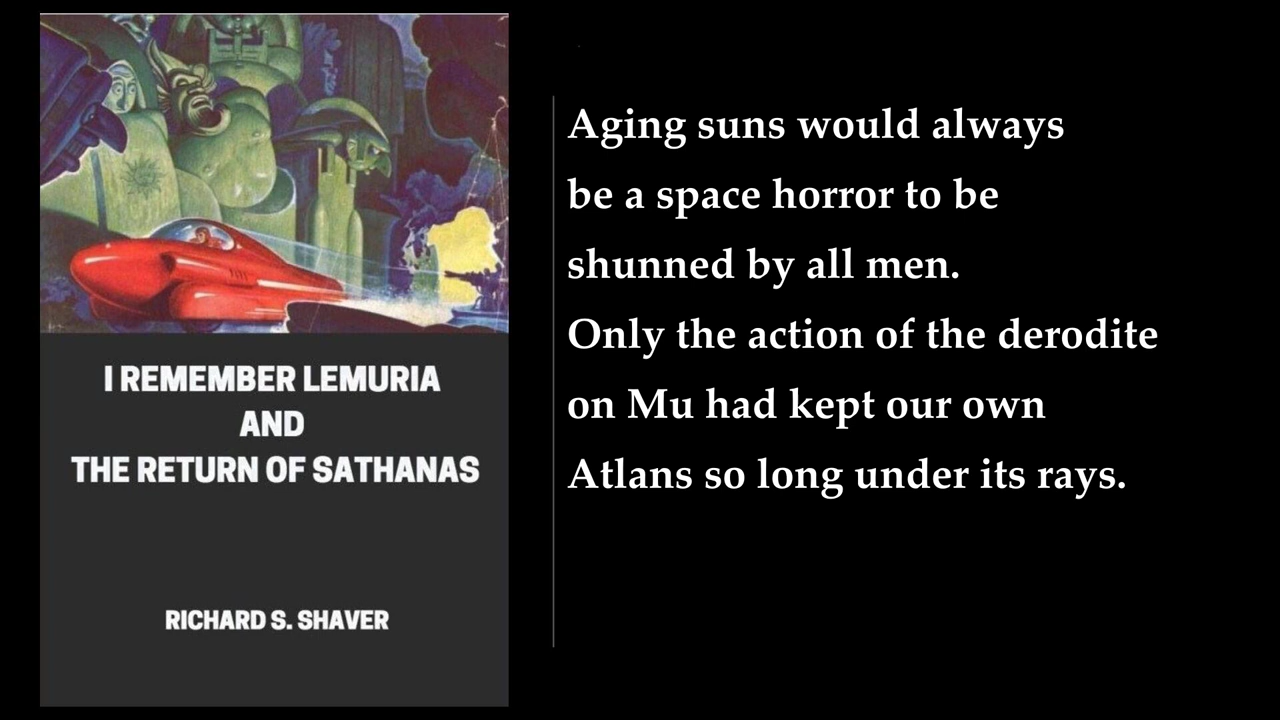 I REMEMBER LEMURIA
AND
THE RETURN OF SATHANAS
RICHARD S. SHAVER
Aging suns would always
be a space horror to be
shunned by all men.
Only the action of the derodite
on Mu had kept our own
Atlans so long under its rays.